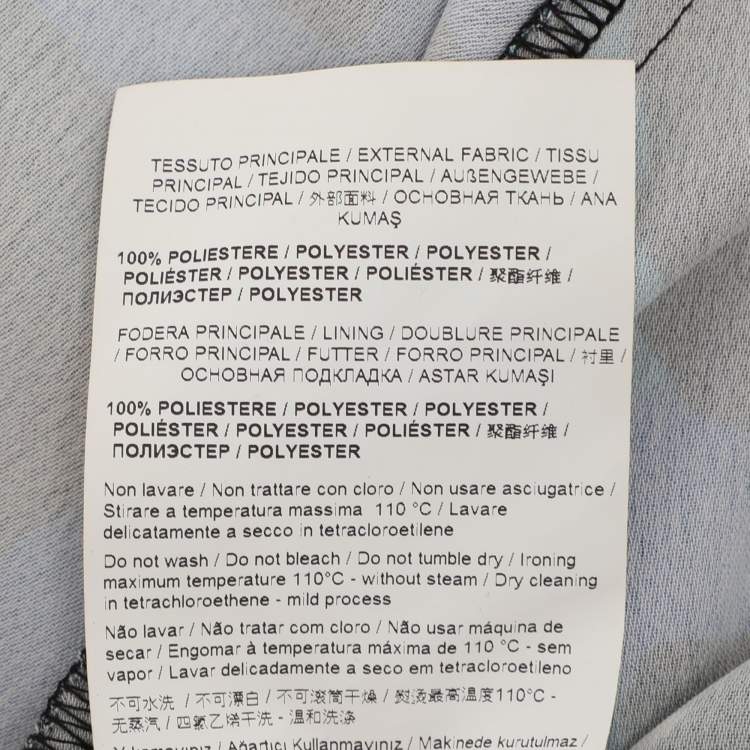 TESSUTO PRINCIPALE / EXTERNAL FABRIC / TISSU
PRINCIPAL / TEJIDO PRINCIPAL / AUßENGEWEBE /
TECIDO PRINCIPAL / 外部面料 / ОСНОВНАЯ ТКАНЬ / ANA
KUMAŞ
100% POLIESTERE / POLYESTER / POLYESTER /
POLIÉSTER / POLYESTER / POLIÉSTER / 聚酯纤维 /
ПОЛИЭСТЕР / POLYESTER
FODERA PRINCIPALE / LINING / DOUBLURE PRINCIPALE
/ FORRO PRINCIPAL / FUTTER / FORRO PRINCIPAL / 衬里 /
ОСНОВНАЯ ПОДКЛАДКА / ASTAR KUMAŞI
100% POLIESTERE / POLYESTER / POLYESTER /
POLIÉSTER / POLYESTER / POLIÉSTER / 聚酯纤维 /
ПОЛИЭСТЕР / POLYESTER
Non lavare / Non trattare con cloro / Non usare asciugatrice /
Stirare a temperatura massima 110 °C / Lavare
delicatamente a secco in tetracloroetilene
Do not wash / Do not bleach / Do not tumble dry / Ironing
maximum temperature 110°C - without steam / Dry cleaning
in tetrachloroethene - mild process
Não lavar / Não tratar com cloro / Não usar máquina de
secar / Engomar à temperatura máxima de 110 °C - sem
vapor / Lavar delicadamente a seco em tetracloroetileno
不可水洗 / 不可漂白 / 不可滚筒干燥 / 熨烫最高温度110°C -
无蒸汽 / 四氯乙烯干洗 - 温和洗涤
Yıkamayınız / Ağartıcı Kullanmayınız / Makinede kurutulmaz /